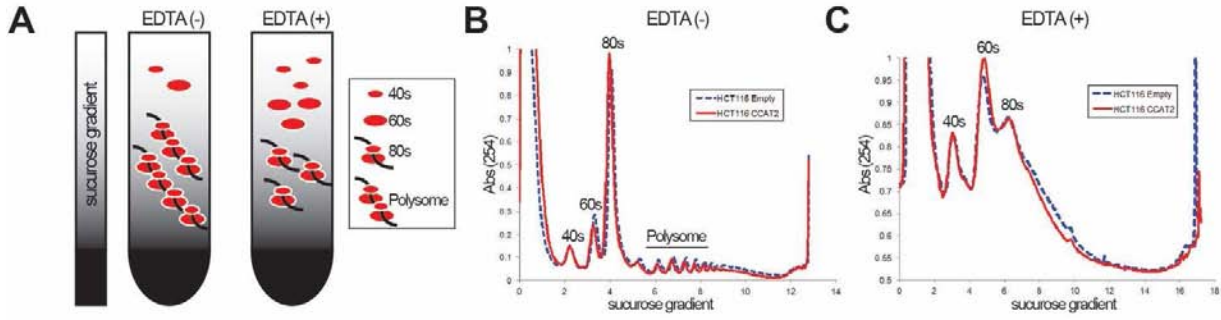 A
EDTA (-)
EDTA (+)
sucurose gradient
40s
60s
80s
Polysome
B
EDTA (-)
Abs (254)
1
0.9
0.8
0.7
0.6
0.5
0.4
0.3
0.2
0.1
0
0
2
4
6
8
10
12
14
80s
60s
40s
Polysome
HCT116 Empty
HCT116 CCAT2
sucurose gradient
C
EDTA (+)
Abs (254)
1
0.95
0.9
0.85
0.8
0.75
0.7
0.65
0.6
0.55
0.5
0
2
4
6
8
10
12
14
16
18
60s
80s
40s
HCT116 Empty
HCT116 CCAT2
sucurose gradient